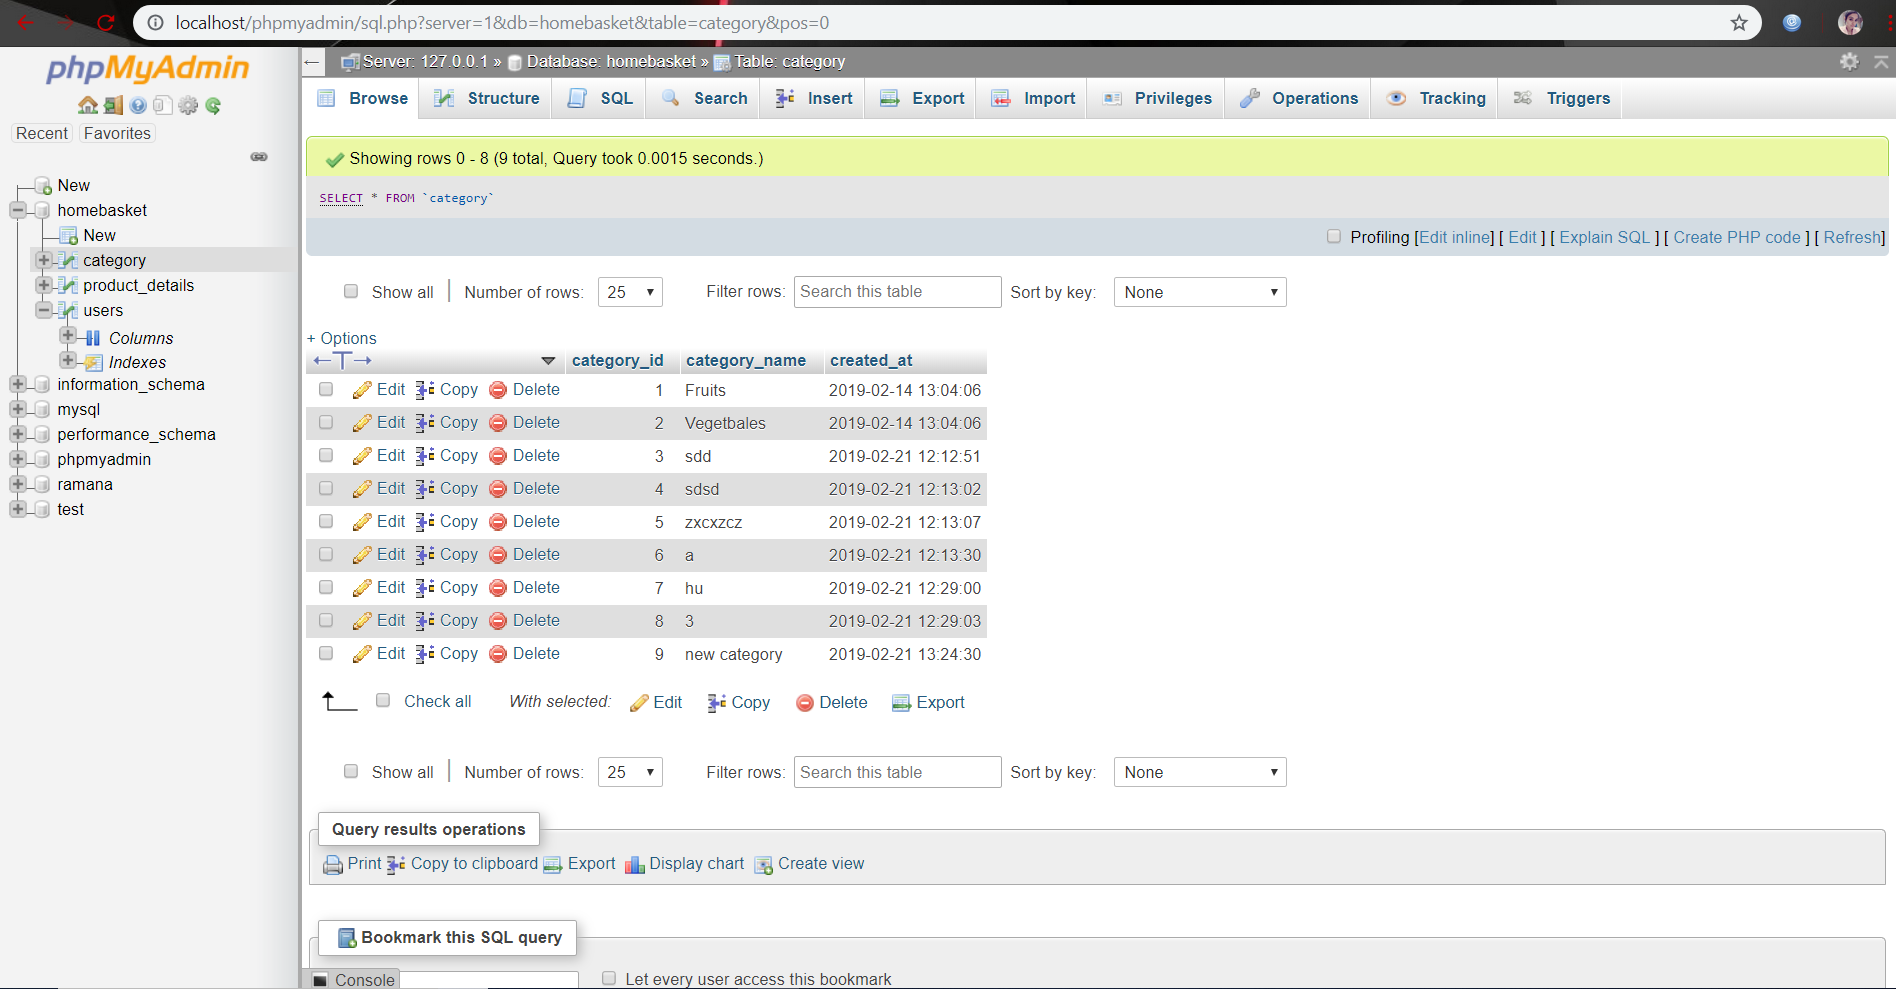 localhost/phpmyadmin/sql.php?server=1&db=homebasket&table=category&pos=0
phpMyAdmin
Recent Favorites
New
homebasket
New
category
product_details
users
Columns
Indexes
information_schema
mysql
performance_schema
phpmyadmin
ramana
test
Server: 127.0.0.1 » Database: homebasket » Table: category
Browse Structure SQL Search Insert Export Import Privileges Operations Tracking Triggers
Showing rows 0 - 8 (9 total, Query took 0.0015 seconds.)
SELECT * FROM `category`
Profiling [Edit inline] [ Edit ] [ Explain SQL ] [ Create PHP code ] [ Refresh]
Show all | Number of rows: 25 Filter rows: Search this table Sort by key: None
+ Options
←T→ category_id category_name created_at
Edit Copy Delete 1 Fruits 2019-02-14 13:04:06
Edit Copy Delete 2 Vegetbales 2019-02-14 13:04:06
Edit Copy Delete 3 sdd 2019-02-21 12:12:51
Edit Copy Delete 4 sdsd 2019-02-21 12:13:02
Edit Copy Delete 5 zxcxzcz 2019-02-21 12:13:07
Edit Copy Delete 6 a 2019-02-21 12:13:30
Edit Copy Delete 7 hu 2019-02-21 12:29:00
Edit Copy Delete 8 3 2019-02-21 12:29:03
Edit Copy Delete 9 new category 2019-02-21 13:24:30
Check all With selected: Edit Copy Delete Export
Show all | Number of rows: 25 Filter rows: Search this table Sort by key: None
Query results operations
Print Copy to clipboard Export Display chart Create view
Bookmark this SQL query
Console Let every user access this bookmark